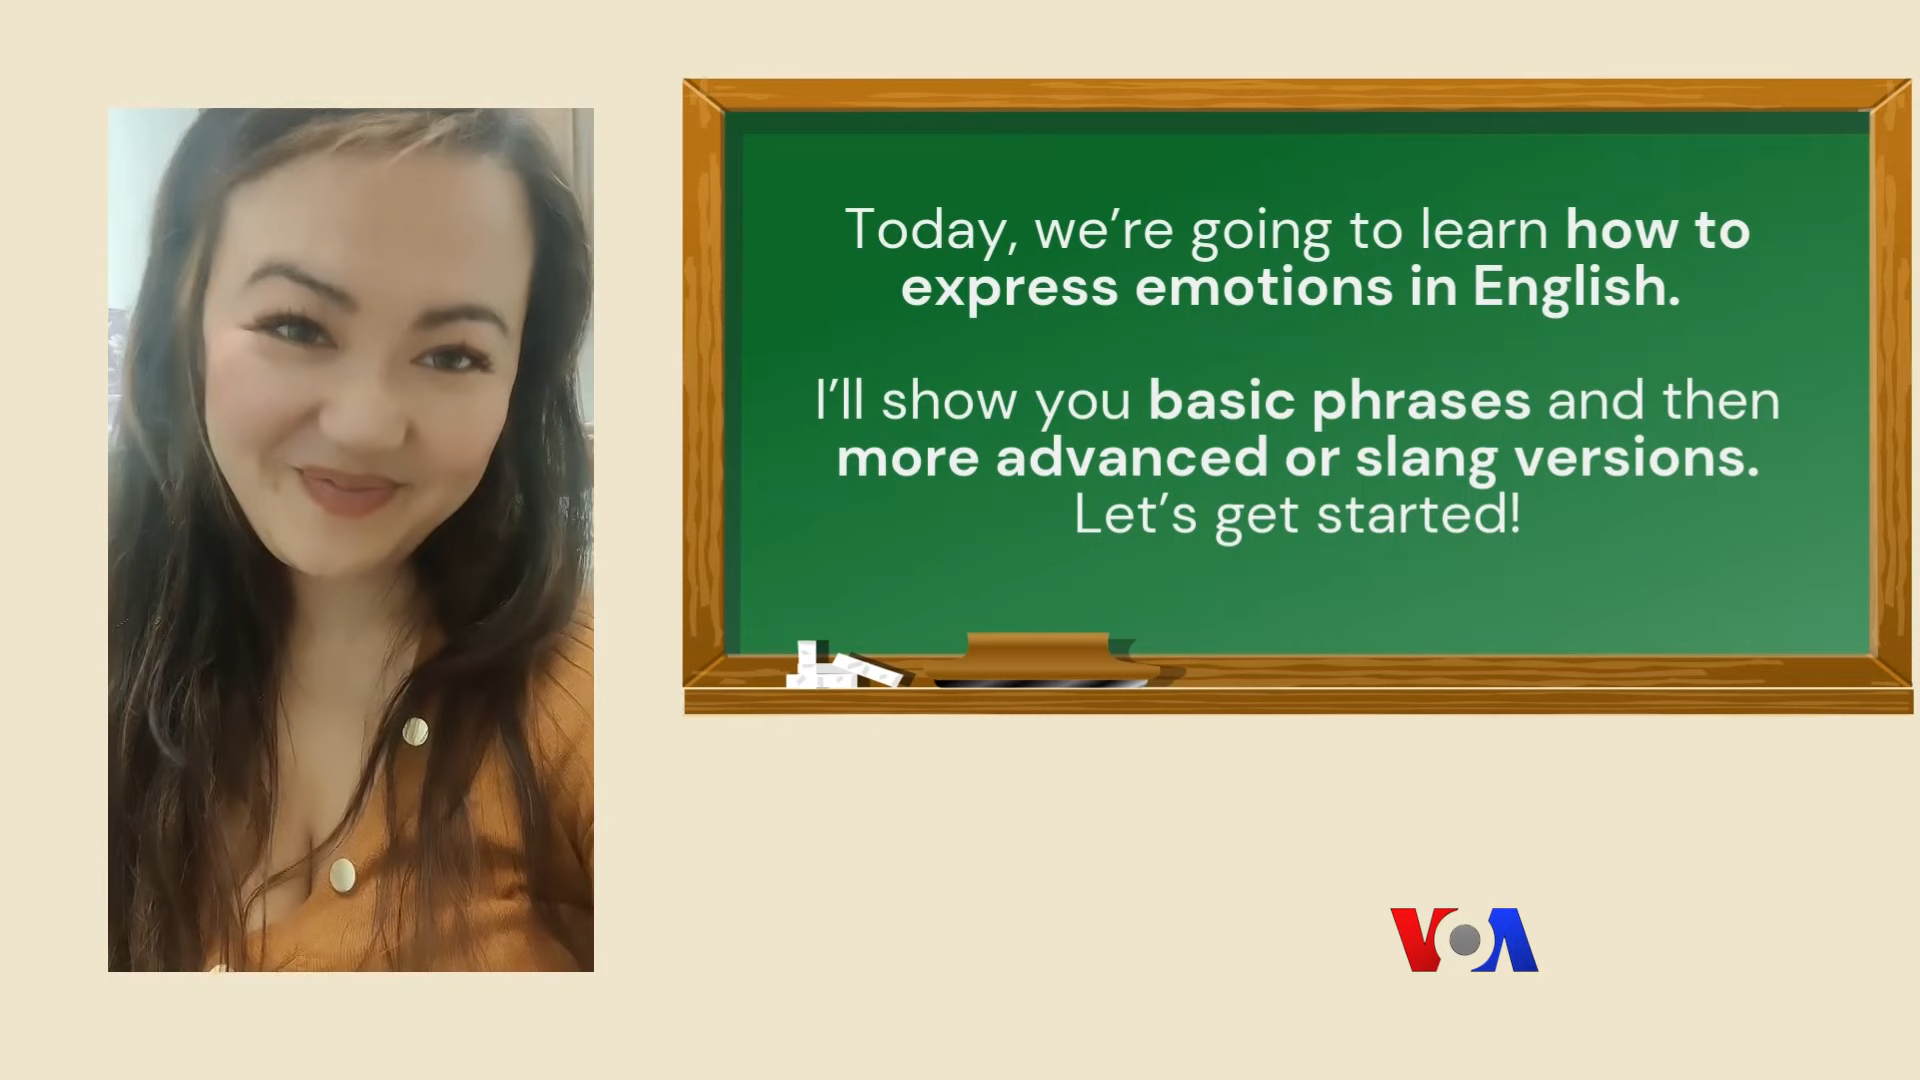 Today, we’re going to learn how to
express emotions in English.
I’ll show you basic phrases and then
more advanced or slang versions.
Let’s get started!
VOA